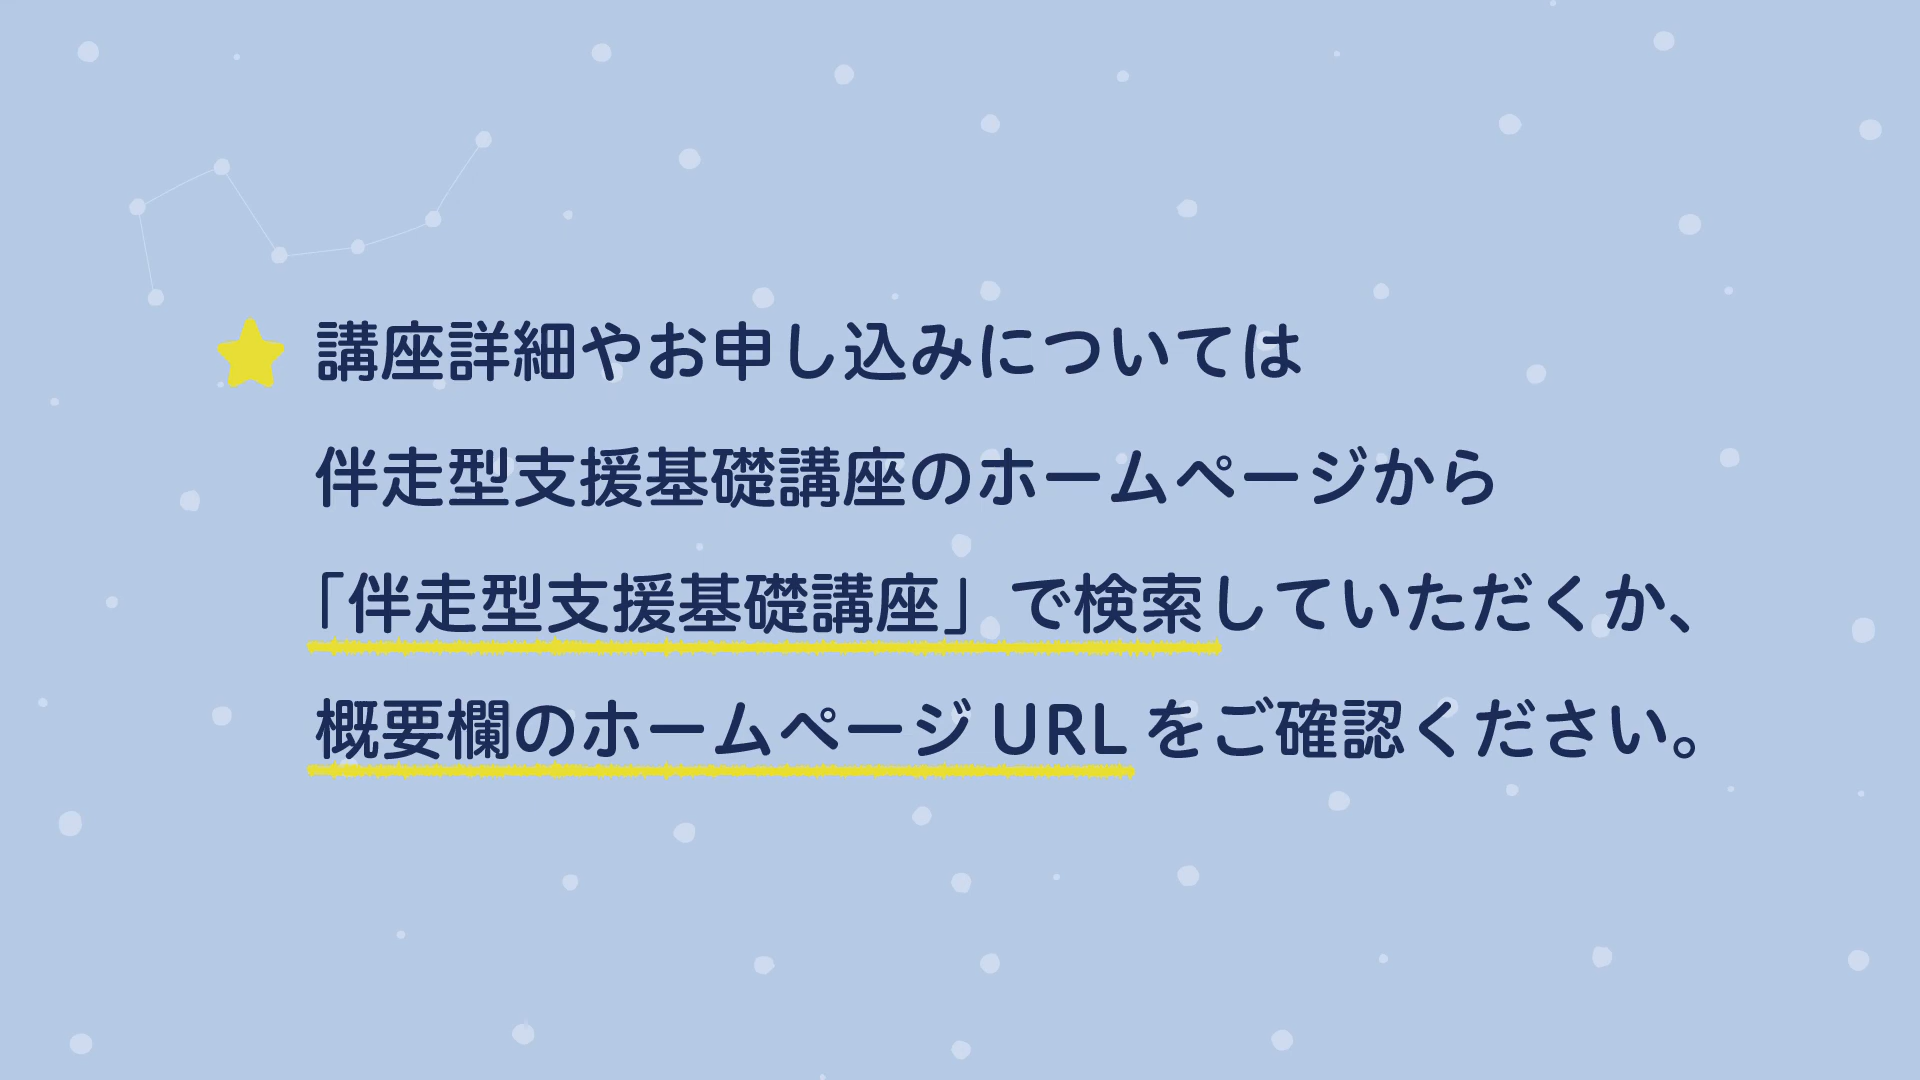 講座詳細やお申し込みについては
伴走型支援基礎講座のホームページから
「伴走型支援基礎講座」で検索していただくか、
概要欄のホームページ URL をご確認ください。